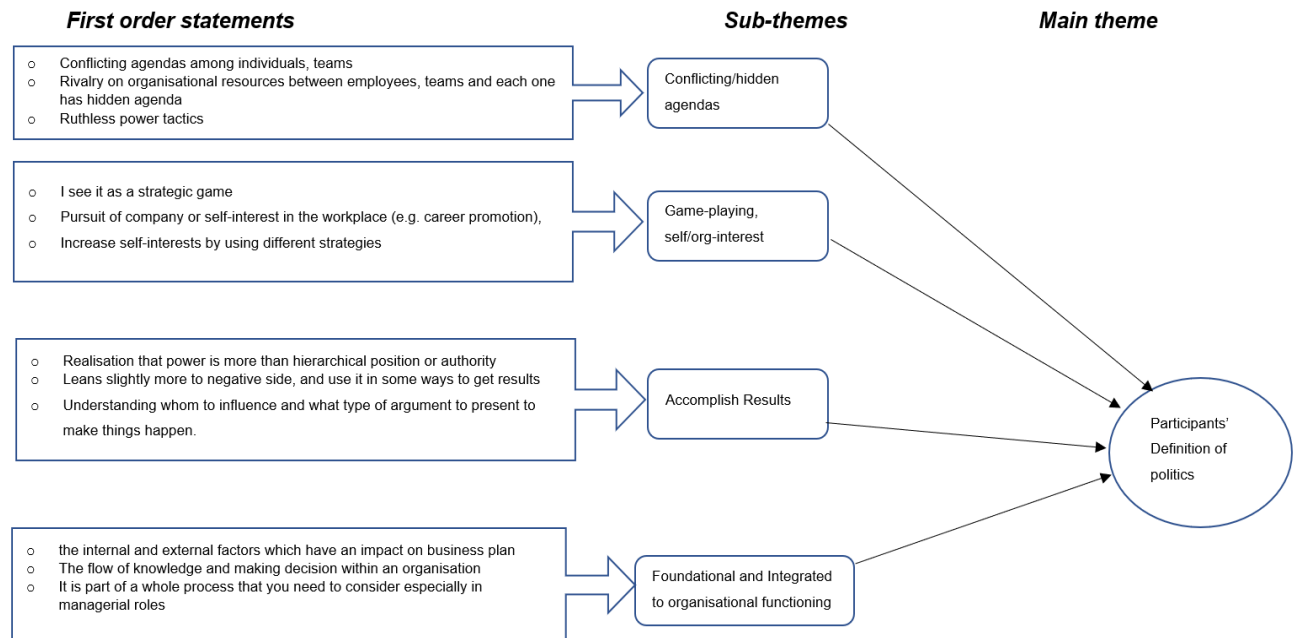 First order statements
Sub-themes
Main theme
o Conflicting agendas among individuals, teams
o Rivalry on organisational resources between employees, teams and each one
has hidden agenda
o Ruthless power tactics
Conflicting/hidden
agendas
o I see it as a strategic game
o Pursuit of company or self-interest in the workplace (e.g. career promotion),
o Increase self-interests by using different strategies
Game-playing,
self/org-interest
o Realisation that power is more than hierarchical position or authority
o Leans slightly more to negative side, and use it in some ways to get results
o Understanding whom to influence and what type of argument to present to
make things happen.
Accomplish Results
Participants’
Definition of
politics
o the internal and external factors which have an impact on business plan
o The flow of knowledge and making decision within an organisation
o It is part of a whole process that you need to consider especially in
managerial roles
Foundational and Integrated
to organisational functioning